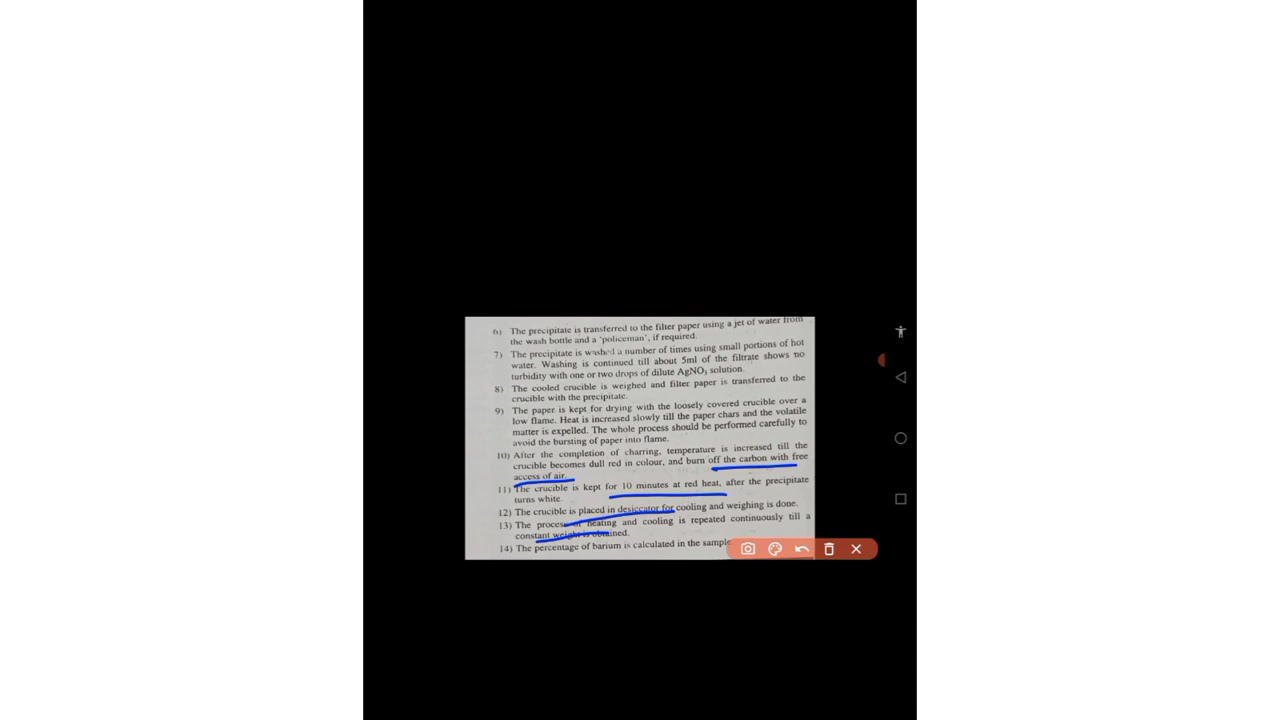 6) The precipitate is transferred to the filter paper using a jet of water from
the wash bottle and a 'policeman', if required.
7) The precipitate is washed a number of times using small portions of hot
water. Washing is continued till about 5ml of the filtrate shows no
turbidity with one or two drops of dilute AgNO₃ solution.
8) The cooled crucible is weighed and filter paper is transferred to the
crucible with the precipitate.
9) The paper is kept for drying with the loosely covered crucible over a
low flame. Heat is increased slowly till the paper chars and the volatile
matter is expelled. The whole process should be performed carefully to
avoid the bursting of paper into flame.
10) After the completion of charring, temperature is increased till the
crucible becomes dull red in colour, and burn off the carbon with free
access of air.
11) The crucible is kept for 10 minutes at red heat, after the precipitate
turns white.
12) The crucible is placed in desiccator for cooling and weighing is done.
13) The process of heating and cooling is repeated continuously till a
constant weight is obtained.
14) The percentage of barium is calculated in the sample